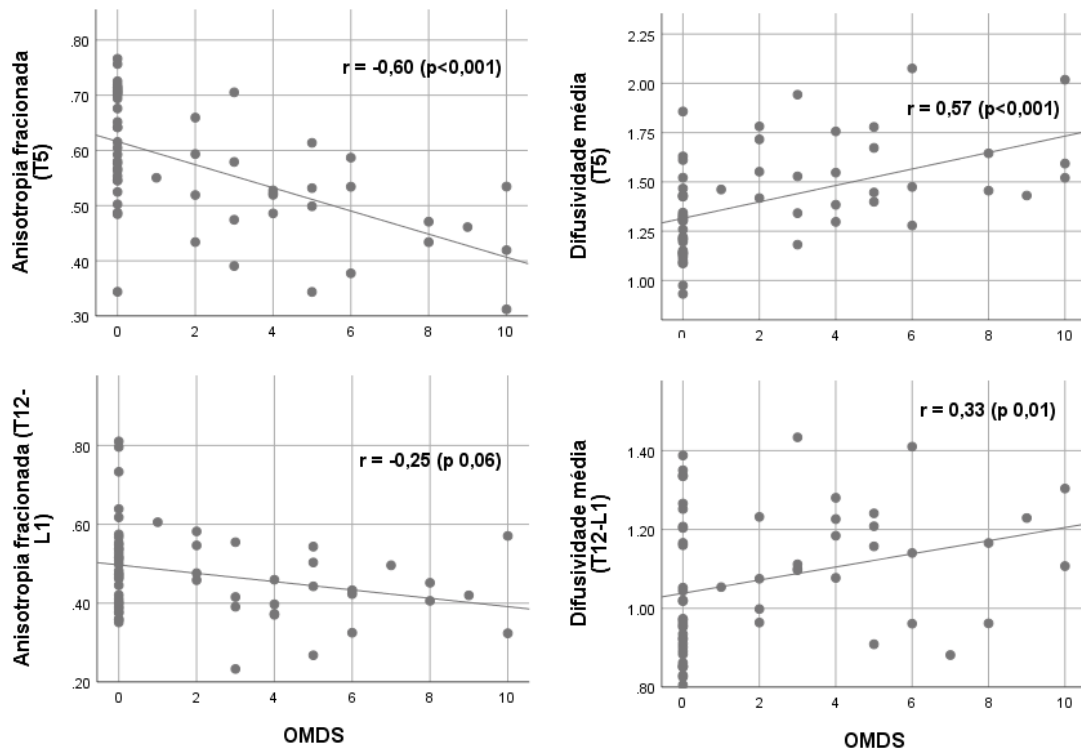 Anisotropia fracionada
(T5)
.80
.70
.60
.50
.40
.30
r = -0,60 (p<0,001)
0 2 4 6 8 10
Difusividade média
(T5)
2.25
2.00
1.75
1.50
1.25
1.00
r = 0,57 (p<0,001)
0 2 4 6 8 10
Anisotropia fracionada (T12-
L1)
.80
.60
.40
.20
r = -0,25 (p 0,06)
0 2 4 6 8 10
OMDS
Difusividade média
(T12-L1)
1.40
1.20
1.00
.80
r = 0,33 (p 0,01)
0 2 4 6 8 10
OMDS